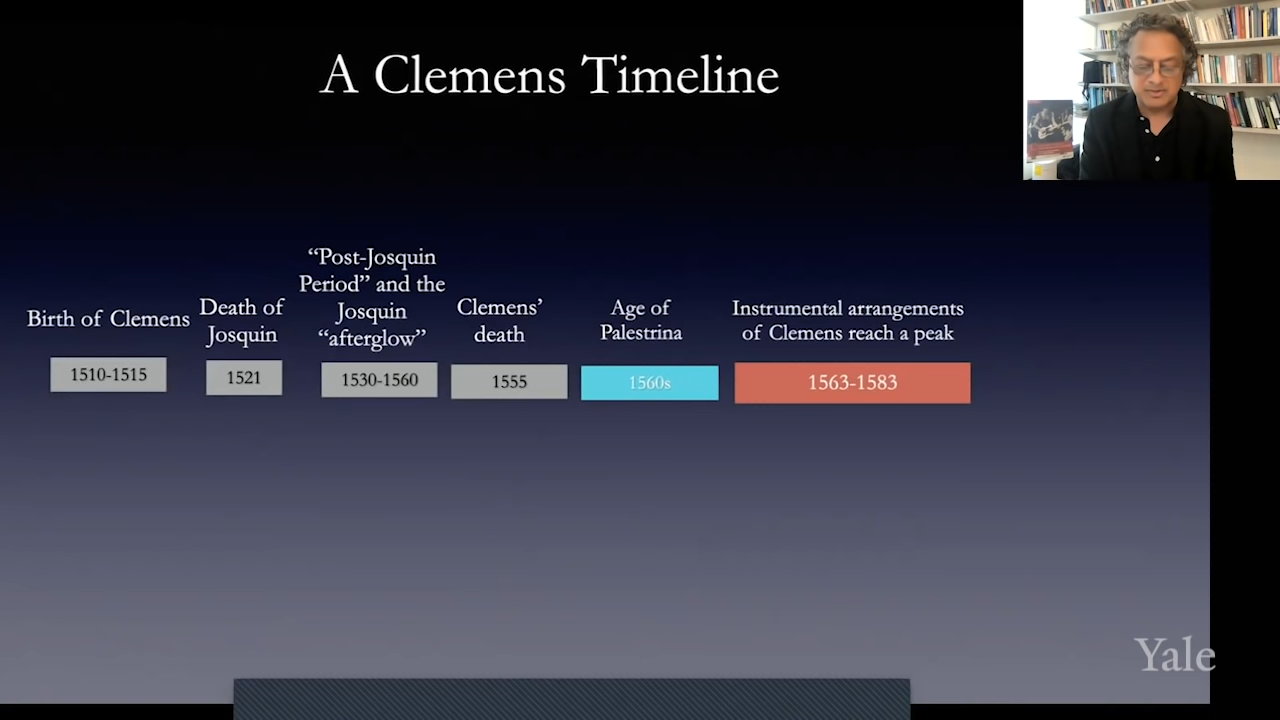 A Clemens Timeline
Birth of Clemens
1510-1515
Death of
Josquin
1521
“Post-Josquin
Period” and the
Josquin
“afterglow”
1530-1560
Clemens’
death
1555
Age of
Palestrina
1560s
Instrumental arrangements
of Clemens reach a peak
1563-1583
Yale